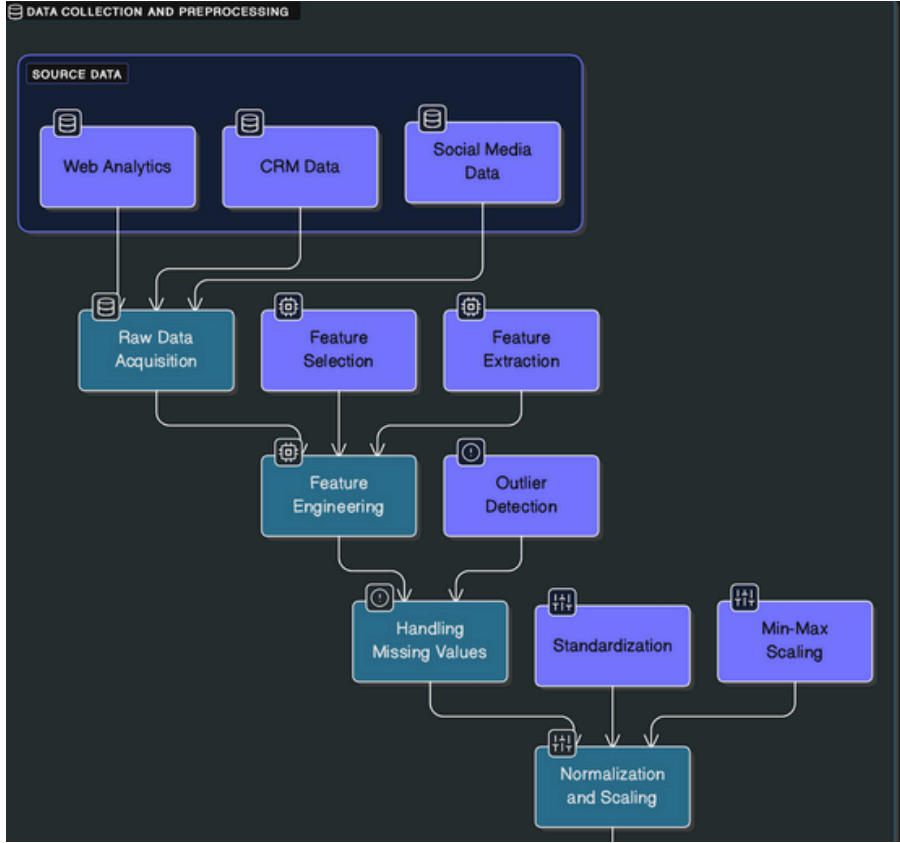 DATA COLLECTION AND PREPROCESSING
SOURCE DATA
Web Analytics
CRM Data
Social Media
Data
Raw Data
Acquisition
Feature
Selection
Feature
Extraction
Feature
Engineering
Outlier
Detection
Handling
Missing Values
Standardization
Min-Max
Scaling
Normalization
and Scaling